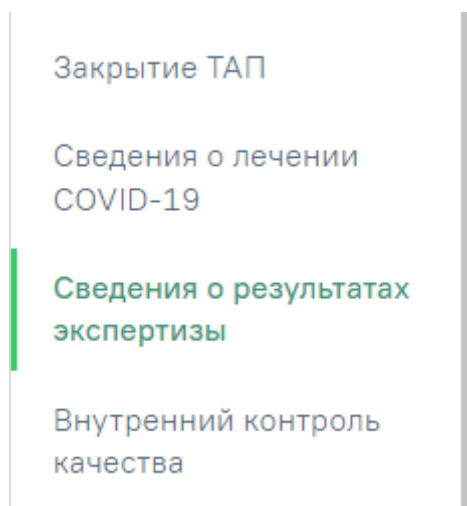 Закрытие ТАП
Сведения о лечении
COVID-19
Сведения о результатах
экспертизы
Внутренний контроль
качества